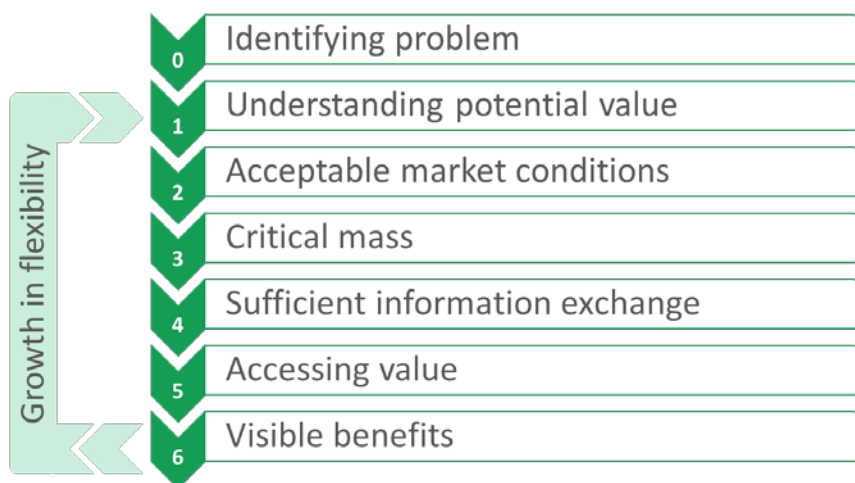 0 Identifying problem
1 Understanding potential value
2 Acceptable market conditions
3 Critical mass
4 Sufficient information exchange
5 Accessing value
6 Visible benefits
Growth in flexibility